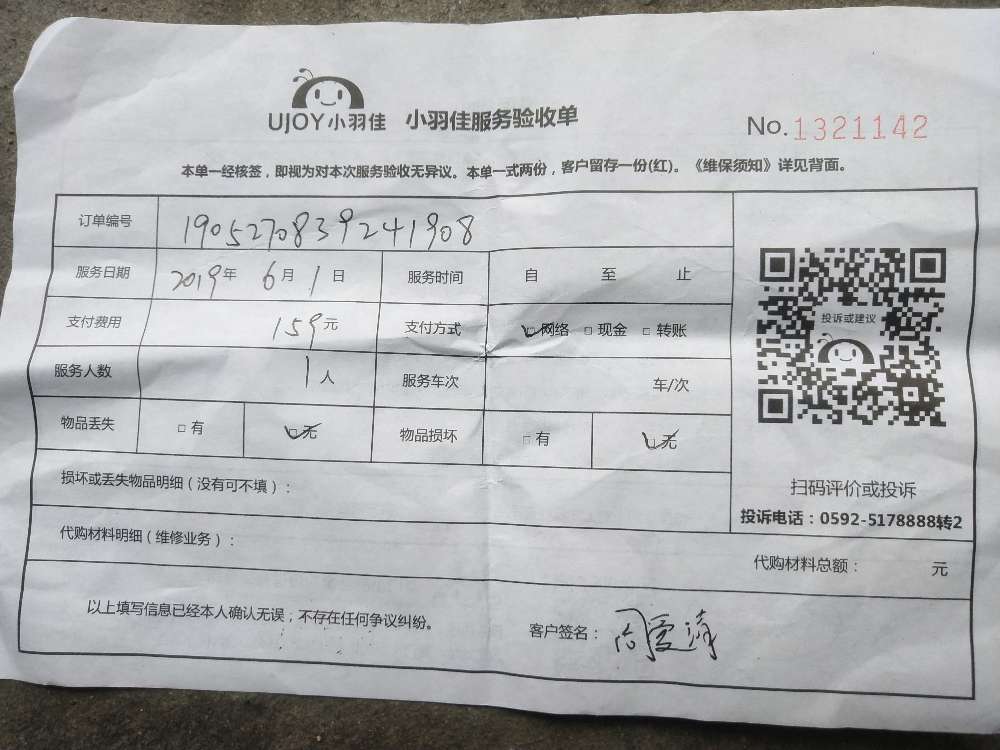 UJOY小羽佳 小羽佳服务验收单
No.1321142
本单一经核签，即视为对本次服务验收无异议。本单一式两份，客户留存一份(红)。《维保须知》详见背面。
订单编号 1905270839241908
服务日期 2019年 6月 1日 服务时间 自 至 止
支付费用 159元 支付方式 ☑网络 □现金 □转账
服务人数 1人 服务车次 车/次
物品丢失 □有 ☑无 物品损坏 □有 ☑无
投诉或建议
扫码评价或投诉
投诉电话：0592-5178888转2
损坏或丢失物品明细（没有可不填）：
代购材料明细（维修业务）：
代购材料总额： 元
以上填写信息已经本人确认无误，不存在任何争议纠纷。
客户签名：